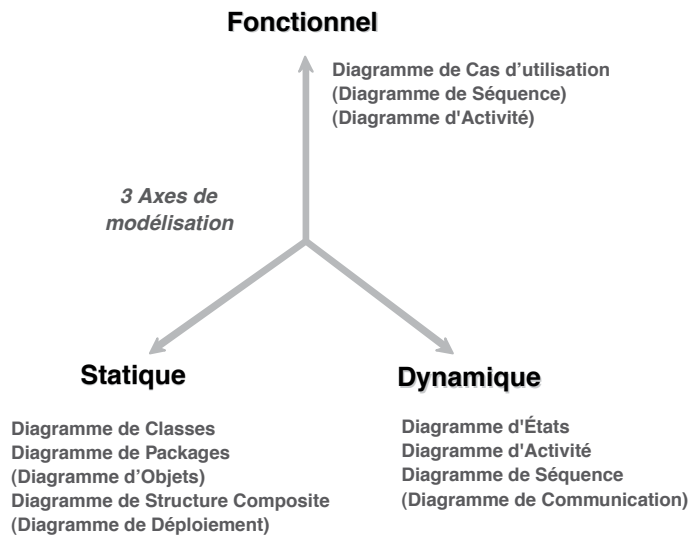 Fonctionnel
Diagramme de Cas d’utilisation
(Diagramme de Séquence)
(Diagramme d'Activité)
3 Axes de
modélisation
Statique
Diagramme de Classes
Diagramme de Packages
(Diagramme d’Objets)
Diagramme de Structure Composite
(Diagramme de Déploiement)
Dynamique
Diagramme d'États
Diagramme d'Activité
Diagramme de Séquence
(Diagramme de Communication)